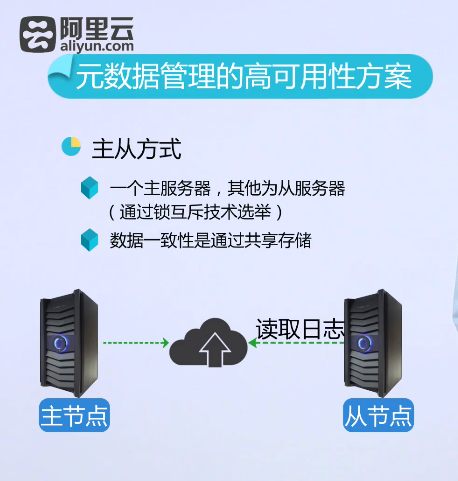 阿里云
aliyun.com
元数据管理的高可用性方案
主从方式
一个主服务器，其他为从服务器
（通过锁互斥技术选举）
数据一致性是通过共享存储
读取日志
主节点
从节点